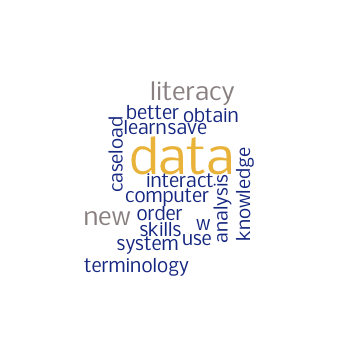 literacy
better obtain
learn save
caseload
data
interact
knowledge
computer
analysis
new order w
skills use
system
terminology